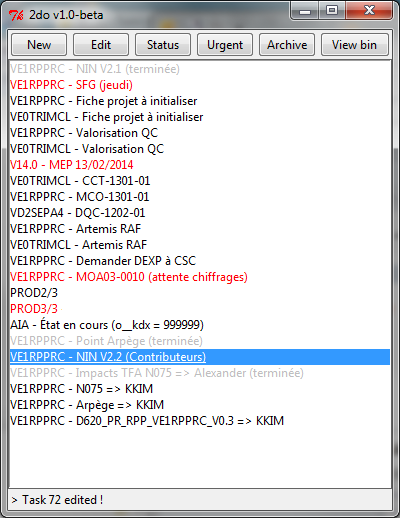 2do v1.0-beta
New Edit Status Urgent Archive View bin
VE1RPPRC - NIN V2.1 (terminée)
VE1RPPRC - SFG (jeudi)
VE1RPPRC - Fiche projet à initialiser
VE0TRIMCL - Fiche projet à initialiser
VE1RPPRC - Valorisation QC
VE0TRIMCL - Valorisation QC
V14.0 - MEP 13/02/2014
VE0TRIMCL - CCT-1301-01
VE1RPPRC - MCO-1301-01
VD2SEPA4 - DQC-1202-01
VE1RPPRC - Artemis RAF
VE0TRIMCL - Artemis RAF
VE1RPPRC - Demander DEXP à CSC
VE1RPPRC - MOA03-0010 (attente chiffrages)
PROD2/3
PROD3/3
AIA - État en cours (o__kdx = 999999)
VE1RPPRC - Point Arpège (terminée)
VE1RPPRC - NIN V2.2 (Contributeurs)
VE1RPPRC - Impacts TFA N075 => Alexander (terminée)
VE1RPPRC - N075 => KKIM
VE1RPPRC - Arpège => KKIM
VE1RPPRC - D620_PR_RPP_VE1RPPRC_V0.3 => KKIM
> Task 72 edited !